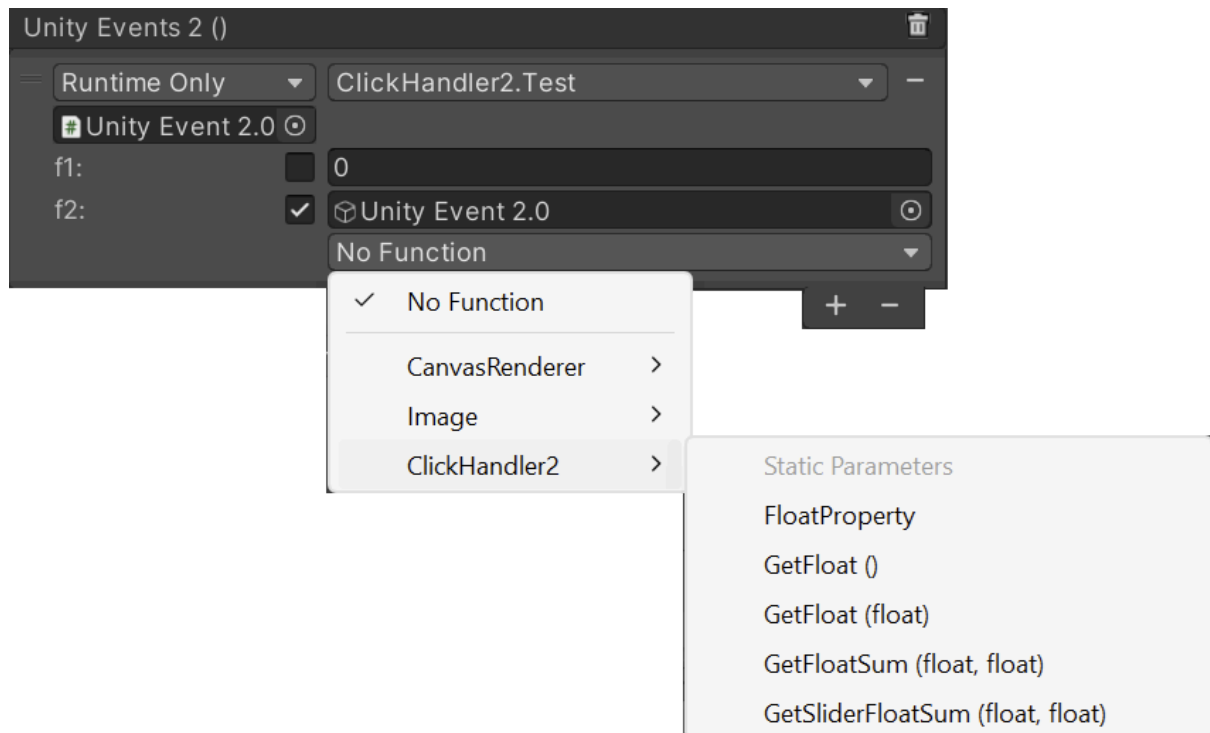 Unity Events 2 ()
Runtime Only ClickHandler2.Test
# Unity Event 2.0
f1: 0
f2: Unity Event 2.0
No Function
No Function
CanvasRenderer
Image
ClickHandler2
Static Parameters
FloatProperty
GetFloat ()
GetFloat (float)
GetFloatSum (float, float)
GetSliderFloatSum (float, float)